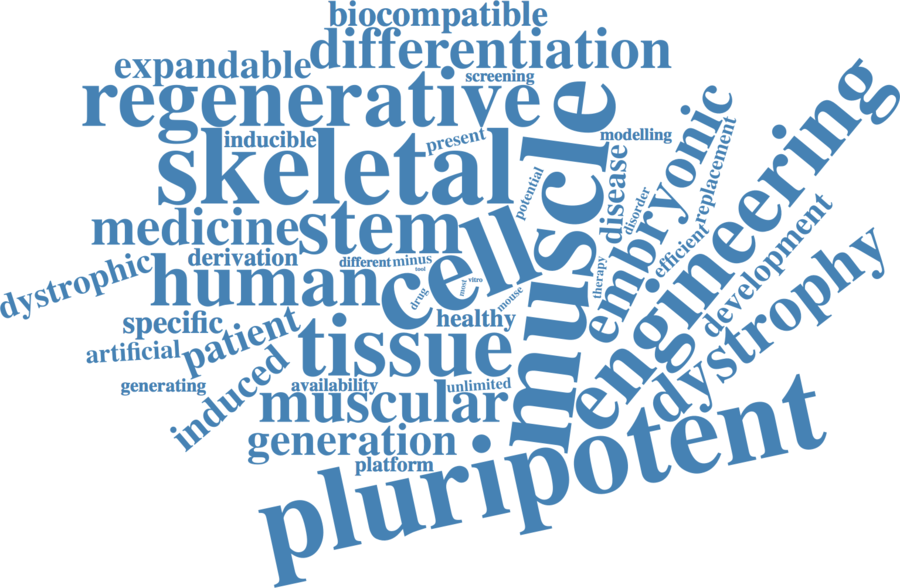 biocompatible
differentiation
expandable
screening
regenerative
muscle
inducible
present
modelling
embryonic
engineering
skeletal
potential
disease
disorder
replacement
medicine
stem
cell
efficient
development
derivation
different
minus
tool
therapy
dystrophic
human
drug
most
vitro
mouse
dystrophy
specific
healthy
artificial
patient
tissue
generating
induced
availability
unlimited
muscular
generation
platform
pluripotent